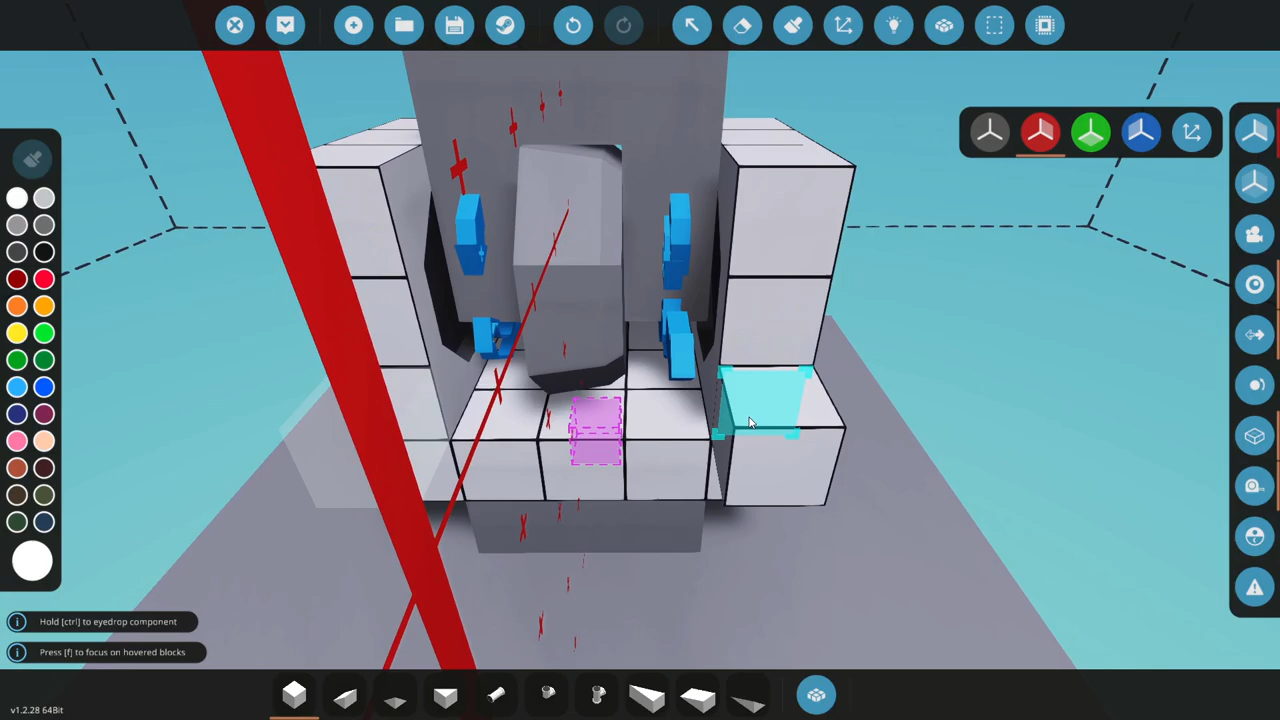 Hold [ctrl] to eyedrop component
Press [f] to focus on hovered blocks
v1.2.28 64Bit